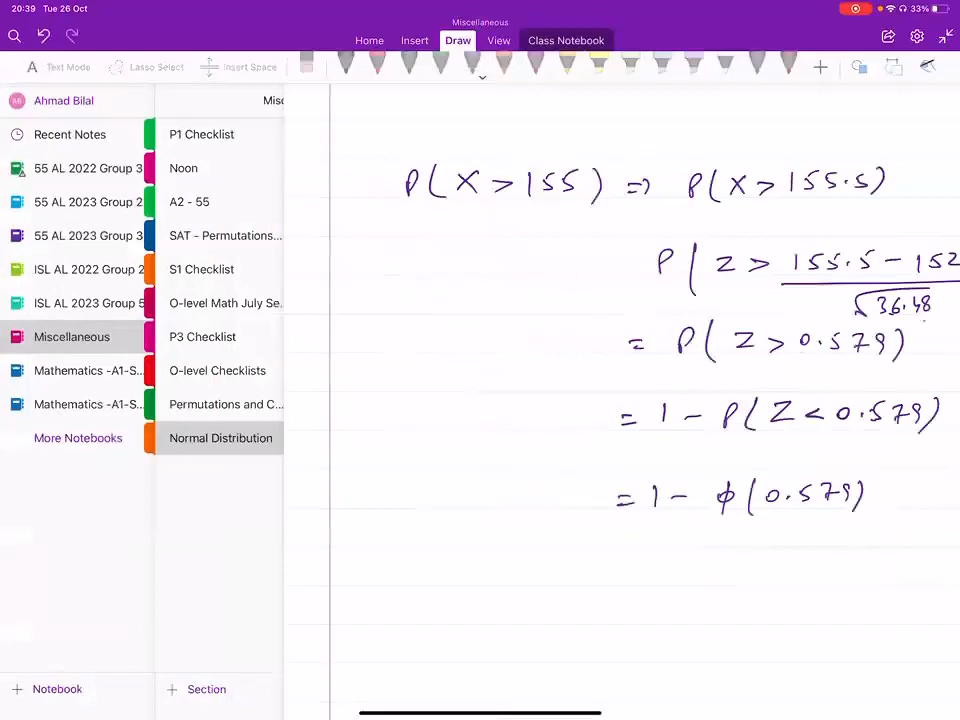 20:39 Tue 26 Oct
33%
Miscellaneous
Home Insert Draw View Class Notebook
A Text Mode Lasso Select Insert Space
AB Ahmad Bilal
Misc
Recent Notes
P1 Checklist
55 AL 2022 Group 3
Noon
55 AL 2023 Group 2
A2 - 55
55 AL 2023 Group 3
SAT - Permutations...
ISL AL 2022 Group 2
S1 Checklist
ISL AL 2023 Group 5
O-level Math July Se...
Miscellaneous
P3 Checklist
Mathematics -A1-S...
O-level Checklists
Mathematics -A1-S...
Permutations and C...
More Notebooks
Normal Distribution
+ Notebook
+ Section
P(X > 155) => P(X > 155.5)
P(Z > 155.5 - 152
√36.48
= P(Z > 0.579)
= 1 - P(Z < 0.579)
= 1 - φ(0.579)